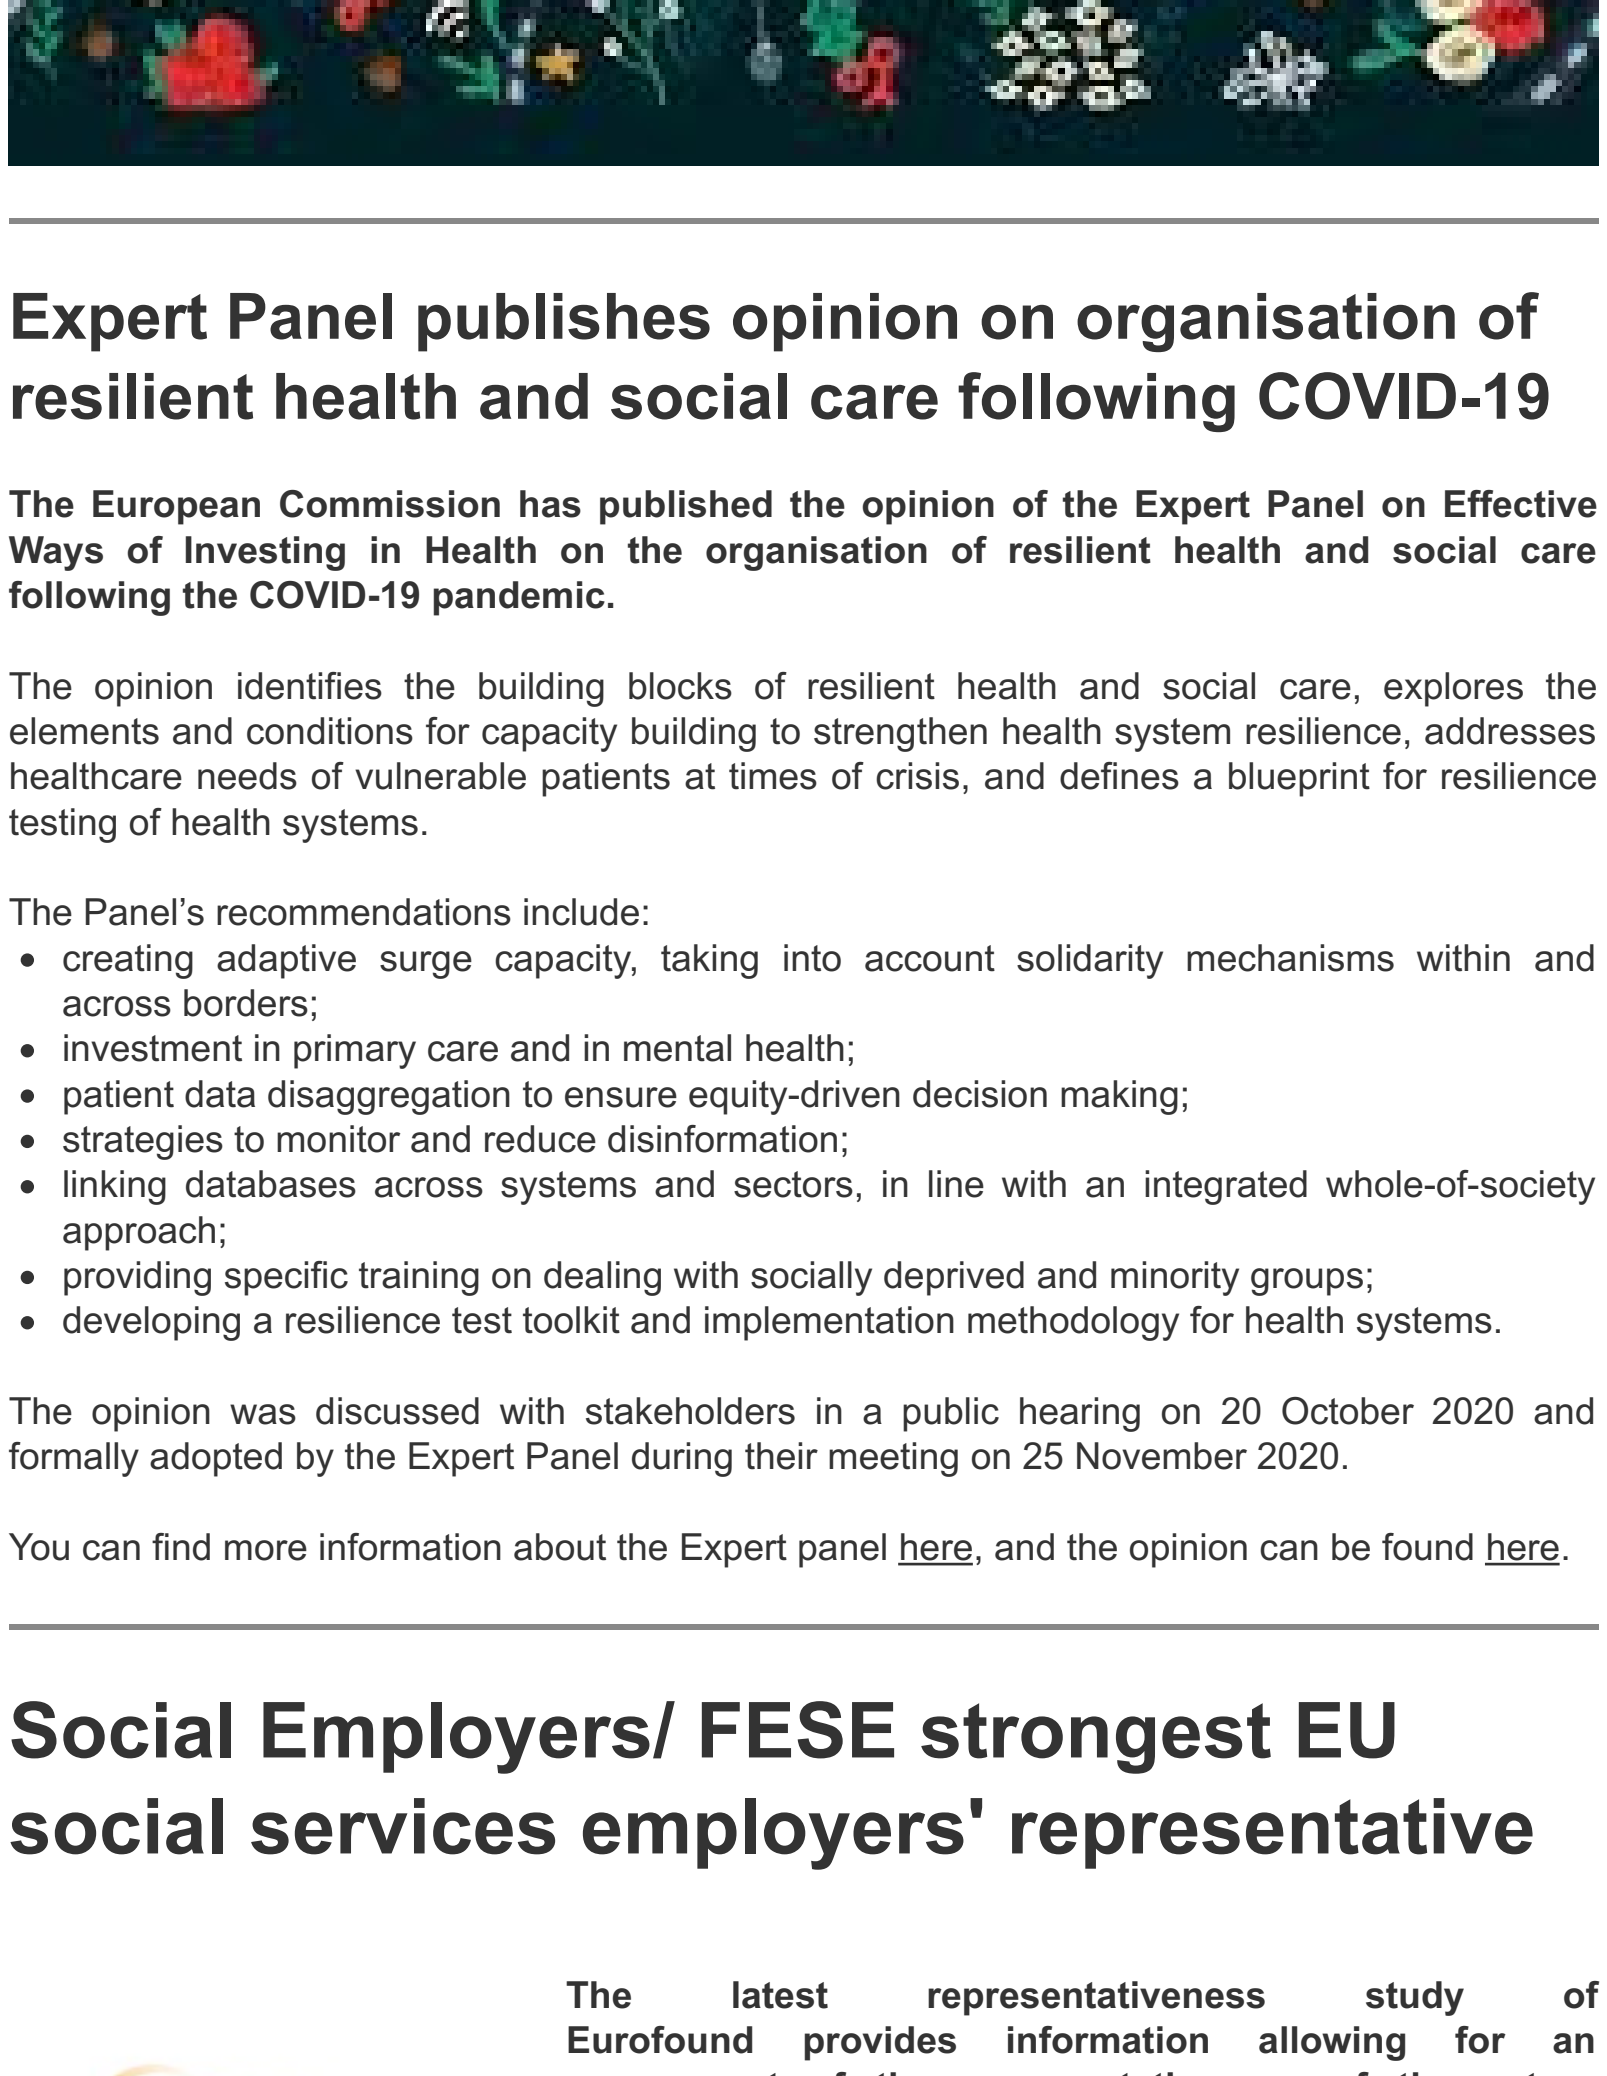 Expert Panel publishes opinion on organisation of
resilient health and social care following COVID-19
The European Commission has published the opinion of the Expert Panel on Effective
Ways of Investing in Health on the organisation of resilient health and social care
following the COVID-19 pandemic.
The opinion identifies the building blocks of resilient health and social care, explores the
elements and conditions for capacity building to strengthen health system resilience, addresses
healthcare needs of vulnerable patients at times of crisis, and defines a blueprint for resilience
testing of health systems.
The Panel’s recommendations include:
• creating adaptive surge capacity, taking into account solidarity mechanisms within and
across borders;
• investment in primary care and in mental health;
• patient data disaggregation to ensure equity-driven decision making;
• strategies to monitor and reduce disinformation;
• linking databases across systems and sectors, in line with an integrated whole-of-society
approach;
• providing specific training on dealing with socially deprived and minority groups;
• developing a resilience test toolkit and implementation methodology for health systems.
The opinion was discussed with stakeholders in a public hearing on 20 October 2020 and
formally adopted by the Expert Panel during their meeting on 25 November 2020.
You can find more information about the Expert panel here, and the opinion can be found here.
Social Employers/ FESE strongest EU
social services employers' representative
The latest representativeness study of
Eurofound provides information allowing for an